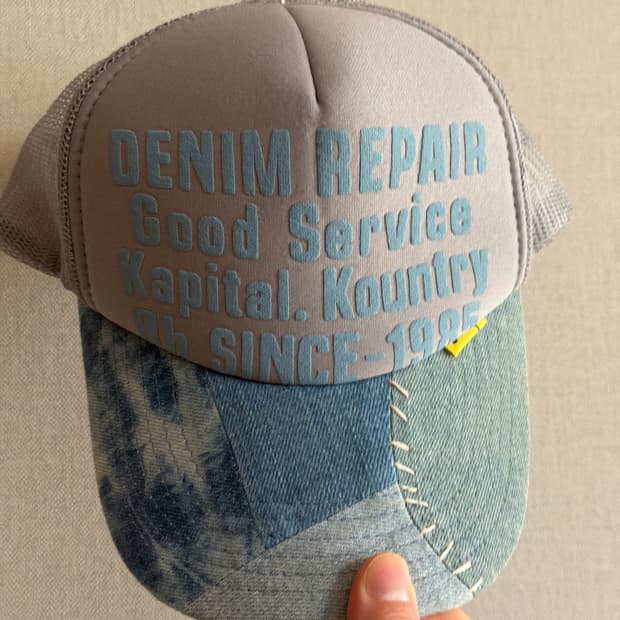 DENIM REPAIR
Good Service
Kapital. Kountry
SINCE-1985